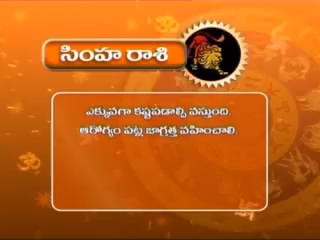 సింహ రాశి
ఎక్కువగా కష్టపడాల్సి వస్తుంది.
ఆరోగ్యం పట్ల జాగ్రత్త వహించాలి.